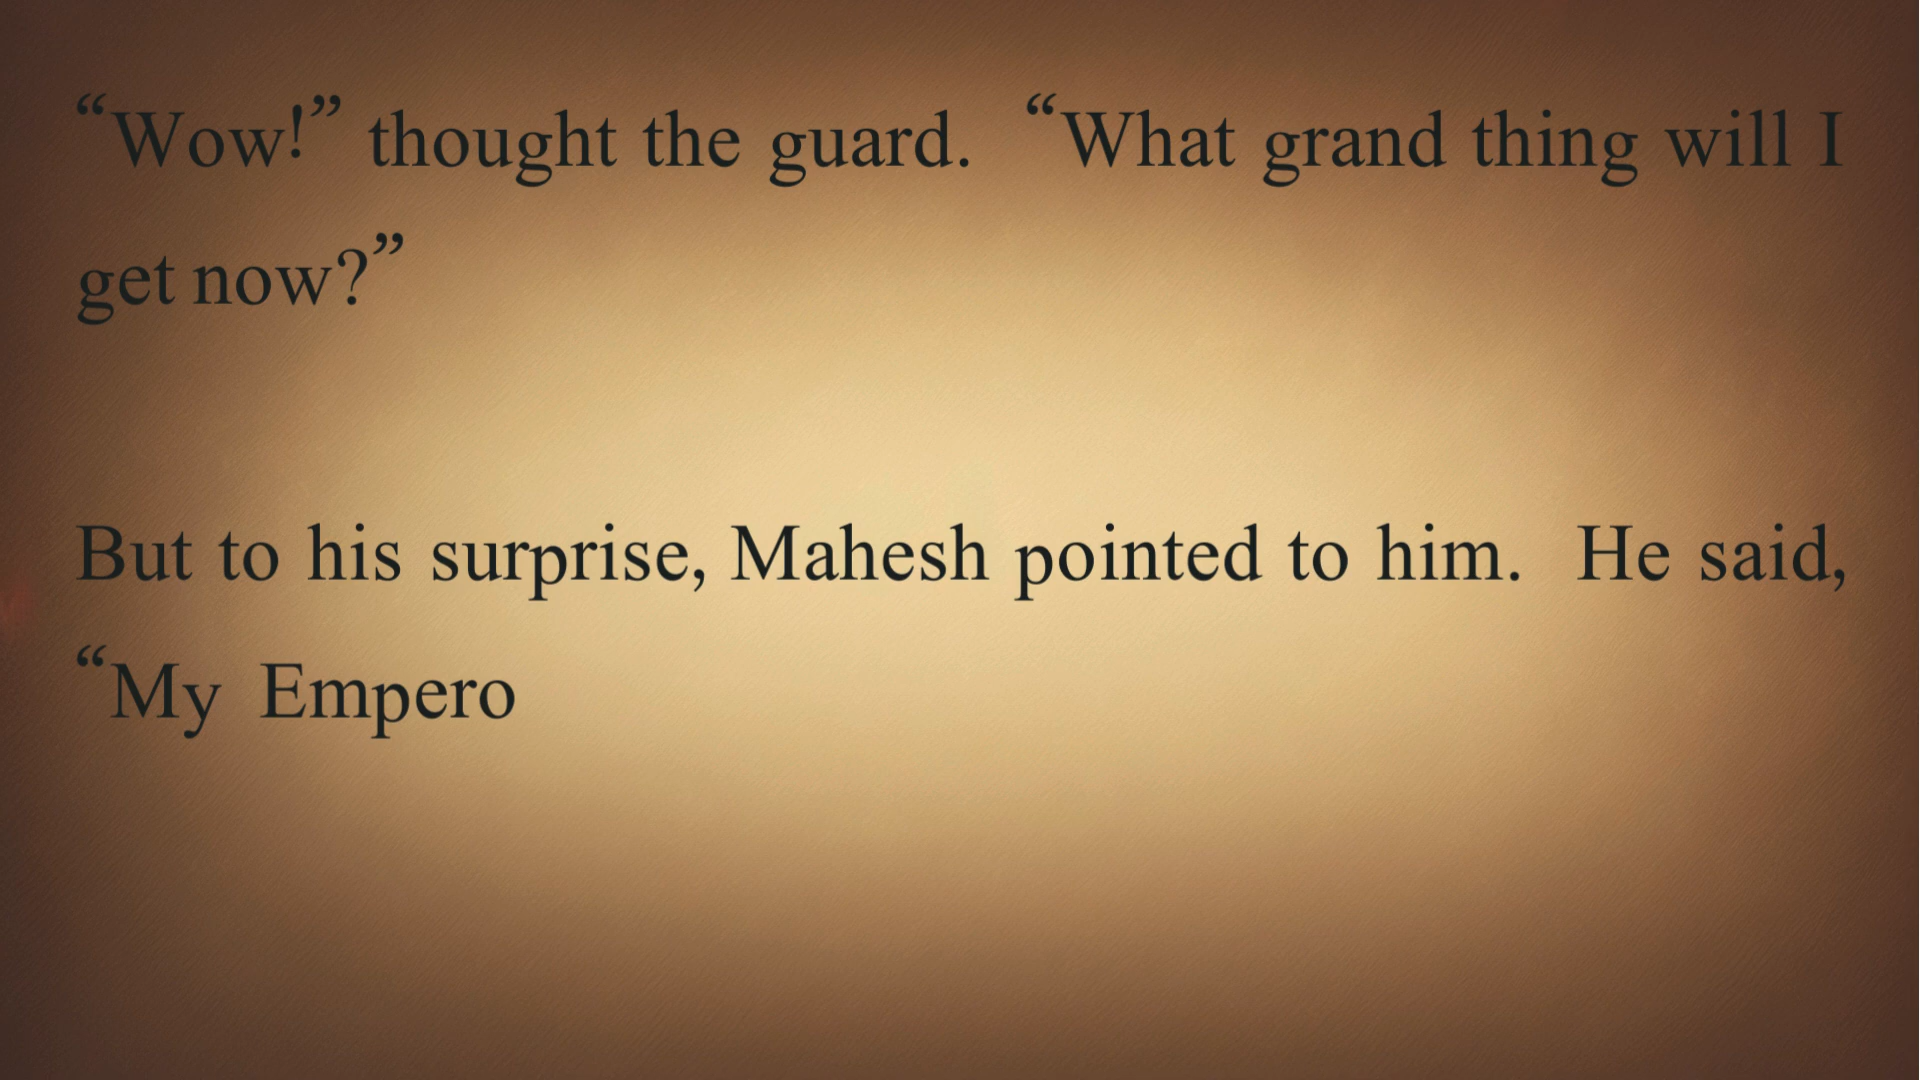 “Wow!” thought the guard.  “What grand thing will I
get now?”
But to his surprise, Mahesh pointed to him.  He said,
“My Empero